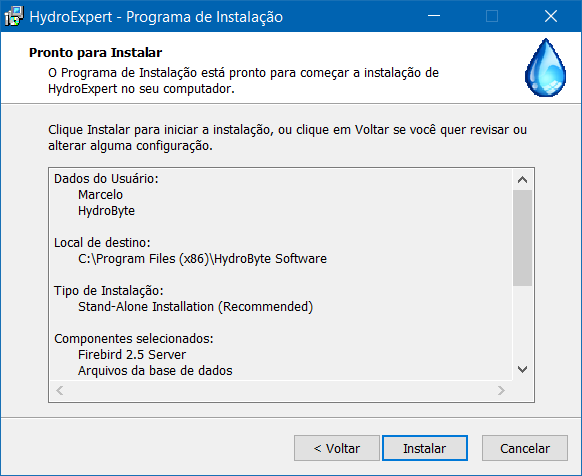 HydroExpert - Programa de Instalação
Pronto para Instalar
O Programa de Instalação está pronto para começar a instalação de
HydroExpert no seu computador.
Clique Instalar para iniciar a instalação, ou clique em Voltar se você quer revisar ou
alterar alguma configuração.
Dados do Usuário:
Marcelo
HydroByte
Local de destino:
C:\Program Files (x86)\HydroByte Software
Tipo de Instalação:
Stand-Alone Installation (Recommended)
Componentes selecionados:
Firebird 2.5 Server
Arquivos da base de dados
< Voltar
Instalar
Cancelar